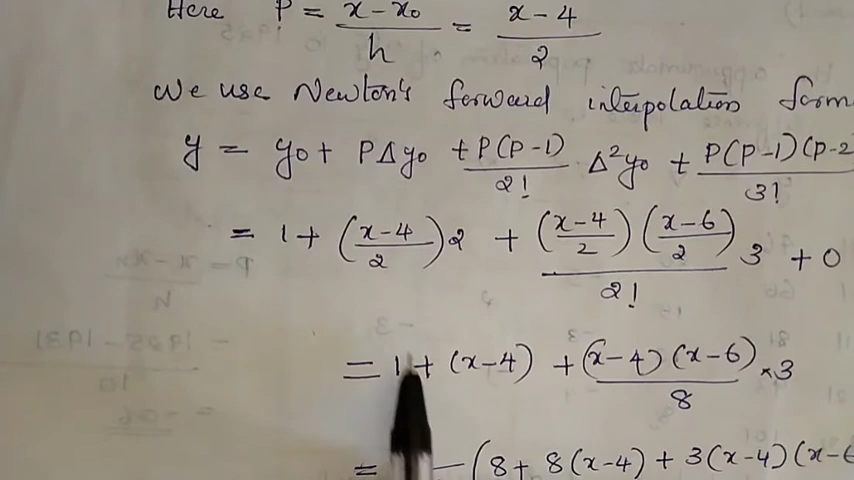 Here P = x-x₀/h = x-4/2
We use Newton's forward interpolation form
y = y₀ + PΔy₀ + P(P-1)/2! Δ²y₀ + P(P-1)(P-2/3!
= 1 + (x-4/2)2 + (x-4/2)(x-6/2)/2! 3 + 0
= 1 + (x-4) + (x-4)(x-6)/8 × 3
= — (8 + 8(x-4) + 3(x-4)(x-6